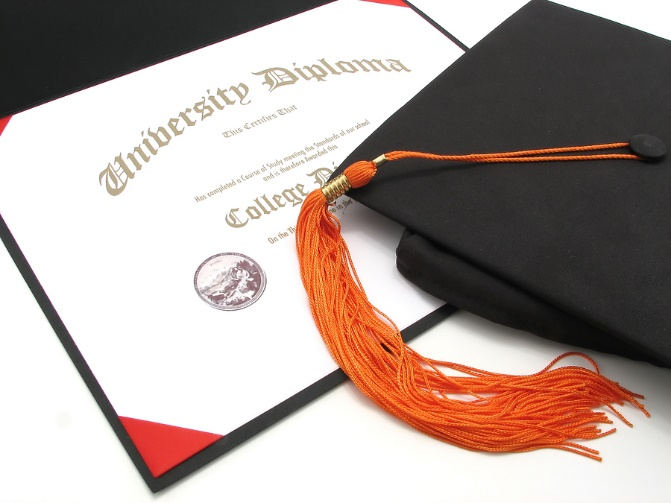 University Diploma
This Certifies That
Has completed a Course of Study meeting the Standards of our school
and is therefore Awarded this
College Di
On the